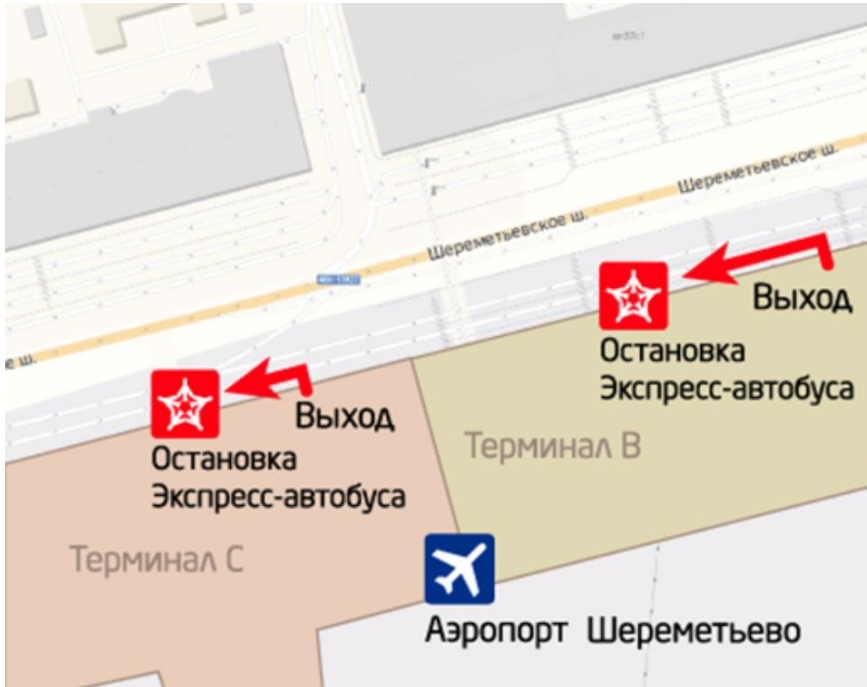 Шереметьевское ш.
Шереметьевское ш.
е ш.
Выход
Остановка
Экспресс-автобуса
Выход
Остановка
Экспресс-автобуса
Терминал B
Терминал C
Аэропорт Шереметьево